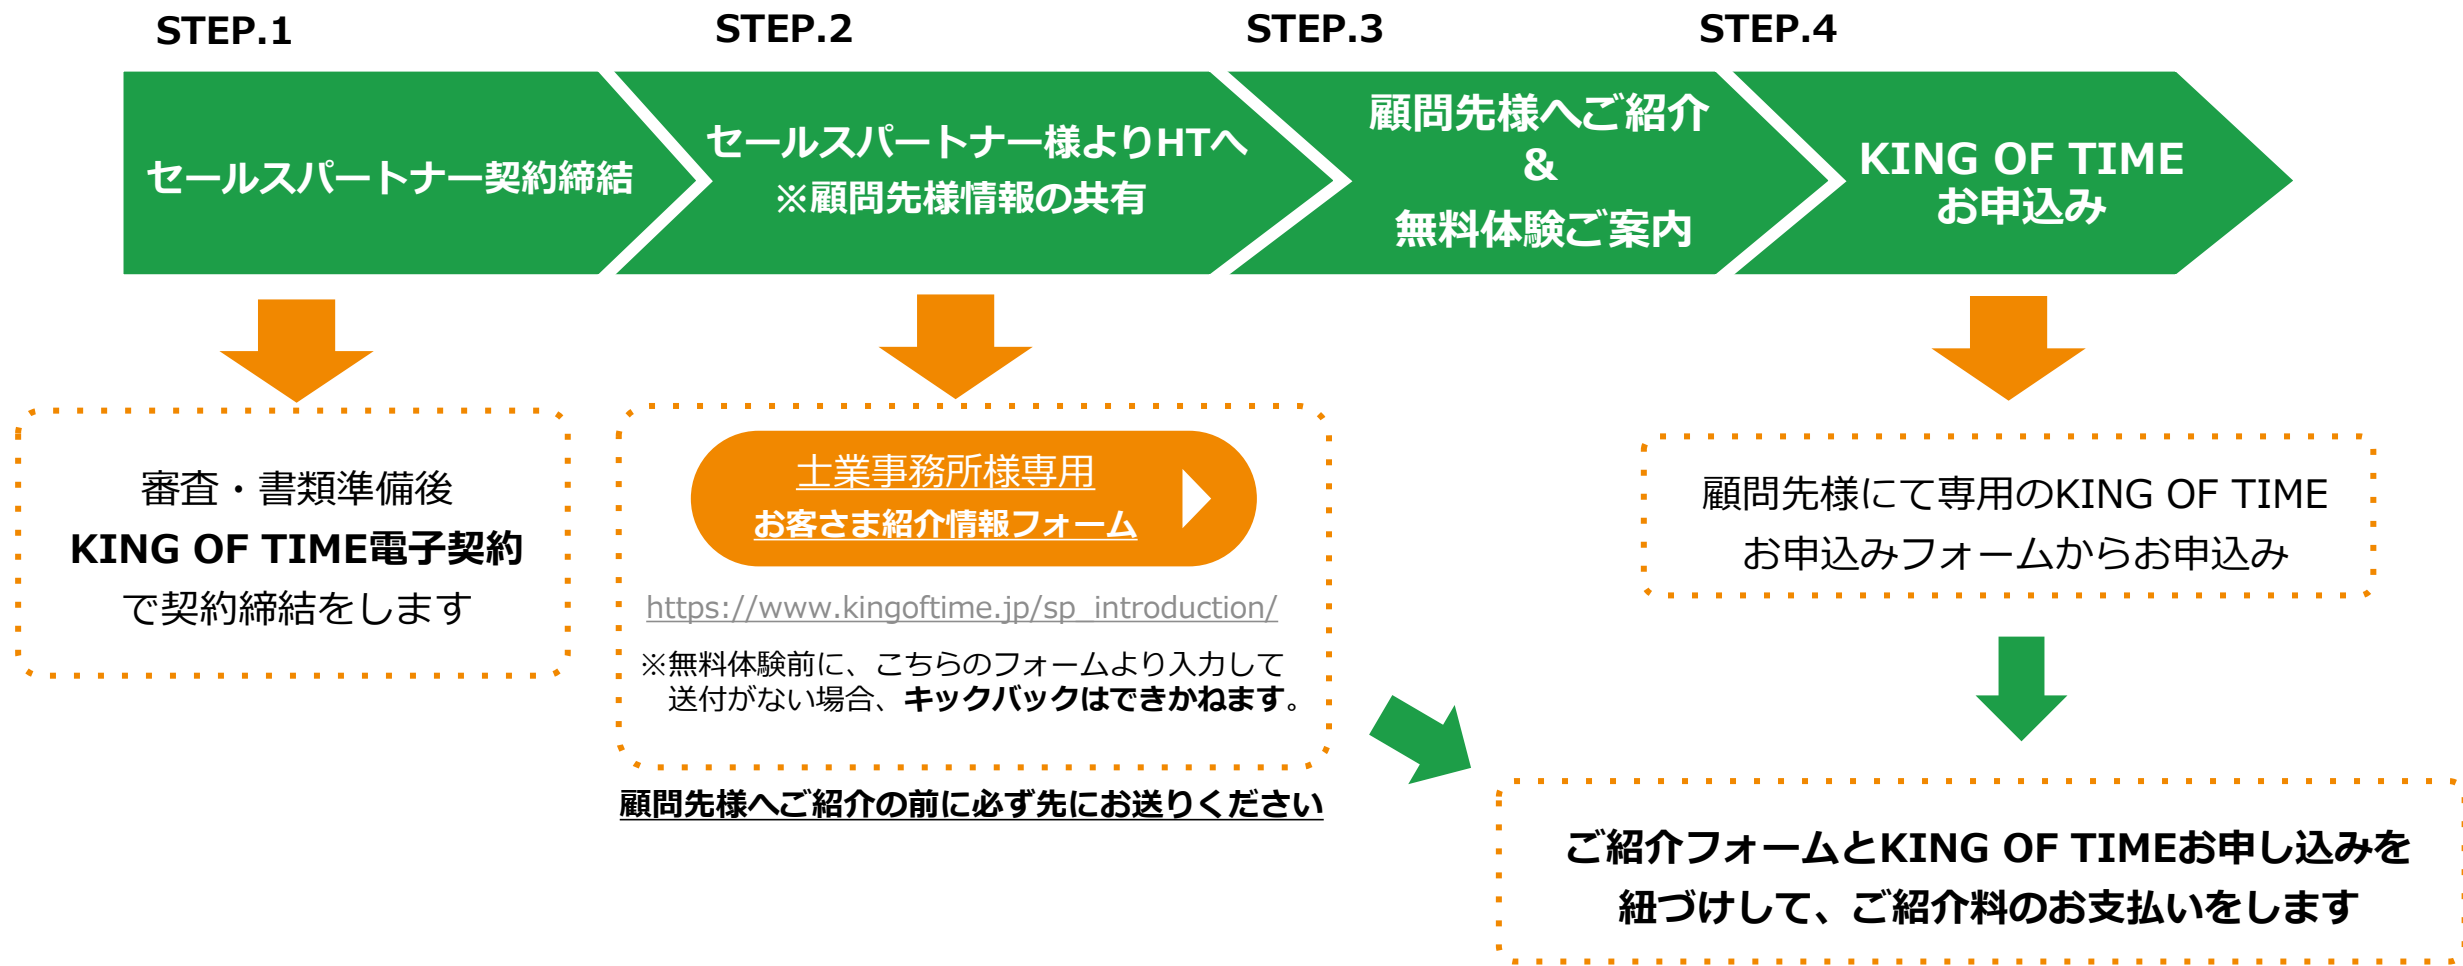 STEP.1
STEP.2
STEP.3
STEP.4
セールスパートナー契約締結
セールスパートナー様よりHTへ
※顧問先様情報の共有
顧問先様へご紹介
&
無料体験ご案内
KING OF TIME
お申込み
審査・書類準備後
KING OF TIME電子契約
で契約締結をします
士業事務所様専用
お客さま紹介情報フォーム
https://www.kingoftime.jp/sp_introduction/
※無料体験前に、こちらのフォームより入力して
送付がない場合、キックバックはできかねます。
顧問先様へご紹介の前に必ず先にお送りください
顧問先様にて専用のKING OF TIME
お申込みフォームからお申込み
ご紹介フォームとKING OF TIMEお申し込みを
紐づけして、ご紹介料のお支払いをします